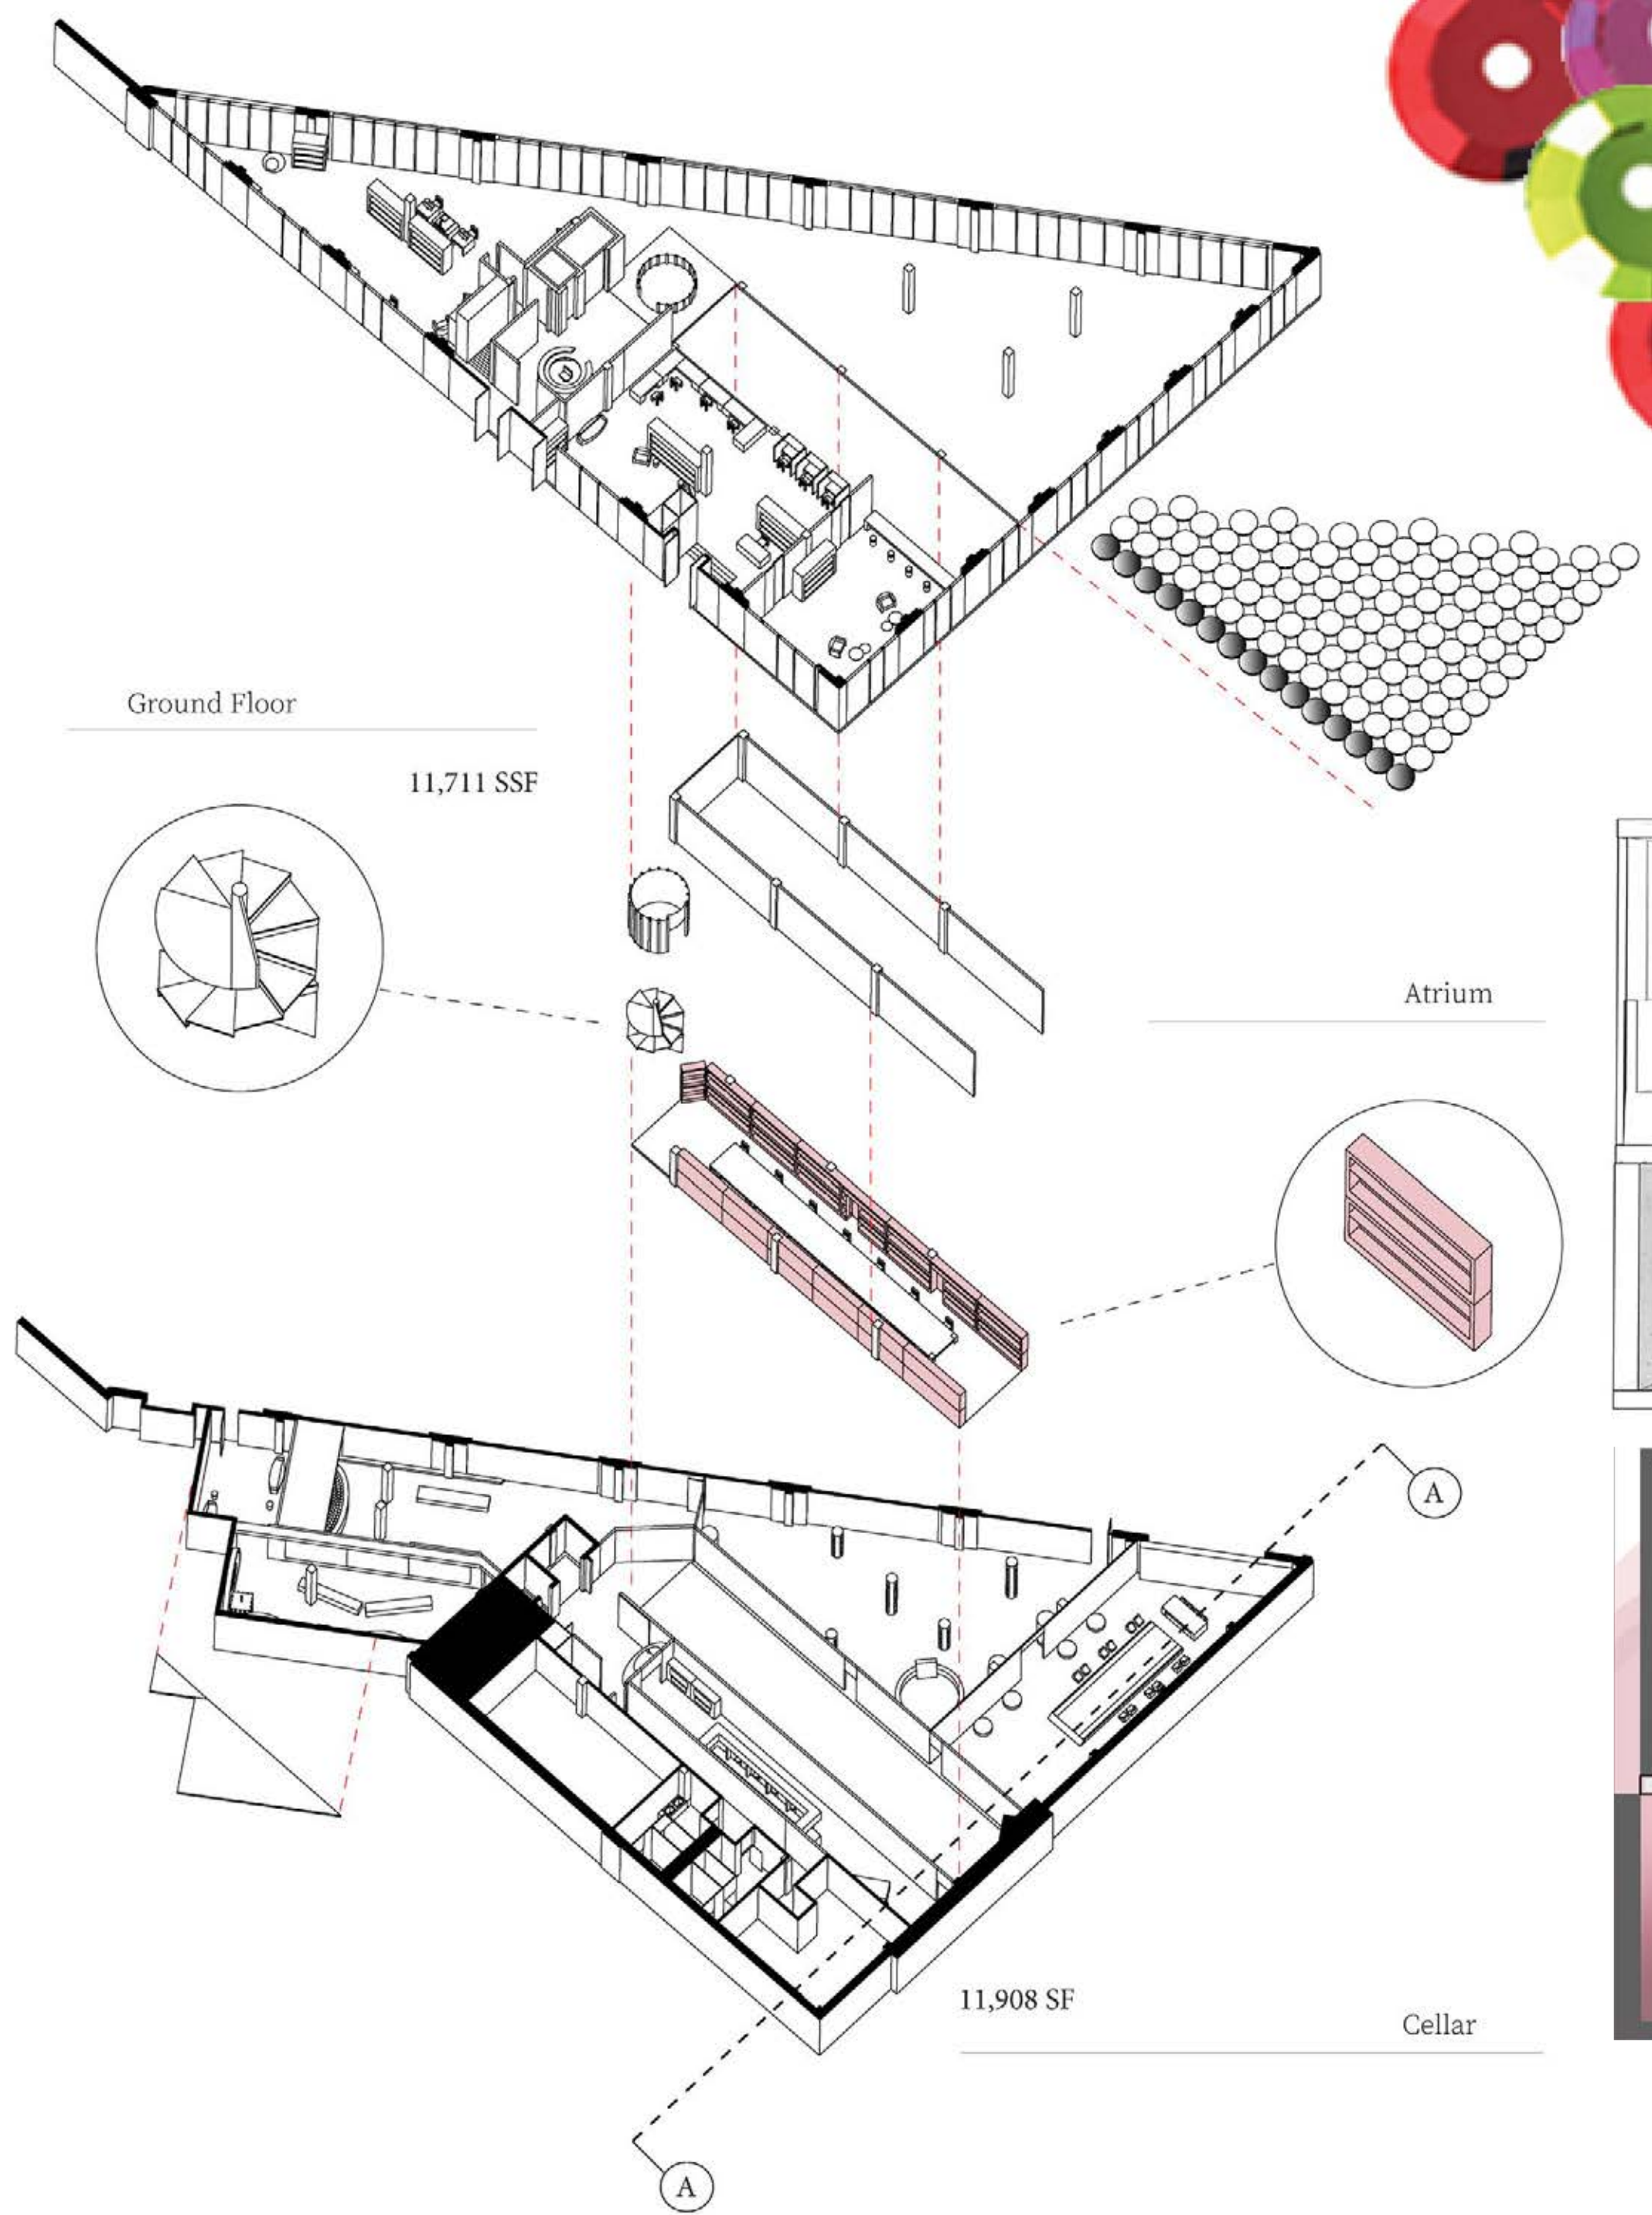 Ground Floor
11,711 SSF
Atrium
A
11,908 SF
Cellar
A